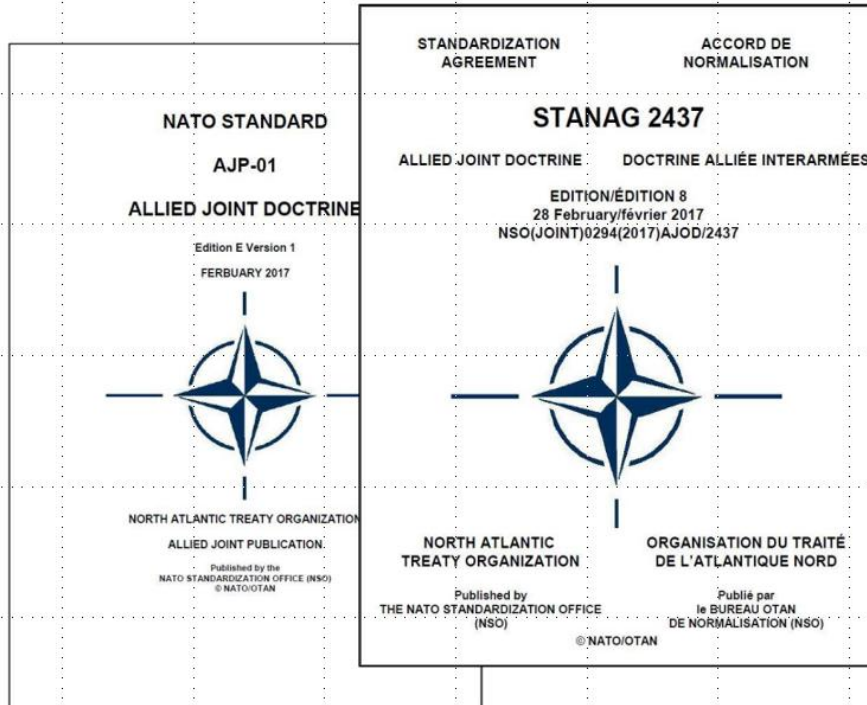 NATO STANDARD
AJP-01
ALLIED JOINT DOCTRINE
Edition E Version 1
FERBUARY 2017
NORTH ATLANTIC TREATY ORGANIZATION
ALLIED JOINT PUBLICATION
Published by the
NATO STANDARDIZATION OFFICE (NSO)
© NATO/OTAN
STANDARDIZATION
AGREEMENT
ACCORD DE
NORMALISATION
STANAG 2437
ALLIED JOINT DOCTRINE
DOCTRINE ALLIÉE INTERARMÉES
EDITION/ÉDITION 8
28 February/février 2017
NSO(JOINT)0294(2017)AJOD/2437
NORTH ATLANTIC
TREATY ORGANIZATION
ORGANISATION DU TRAITÉ
DE L'ATLANTIQUE NORD
Published by
THE NATO STANDARDIZATION OFFICE
(NSO)
Publié par
le BUREAU OTAN
DE NORMALISATION (NSO)
© NATO/OTAN